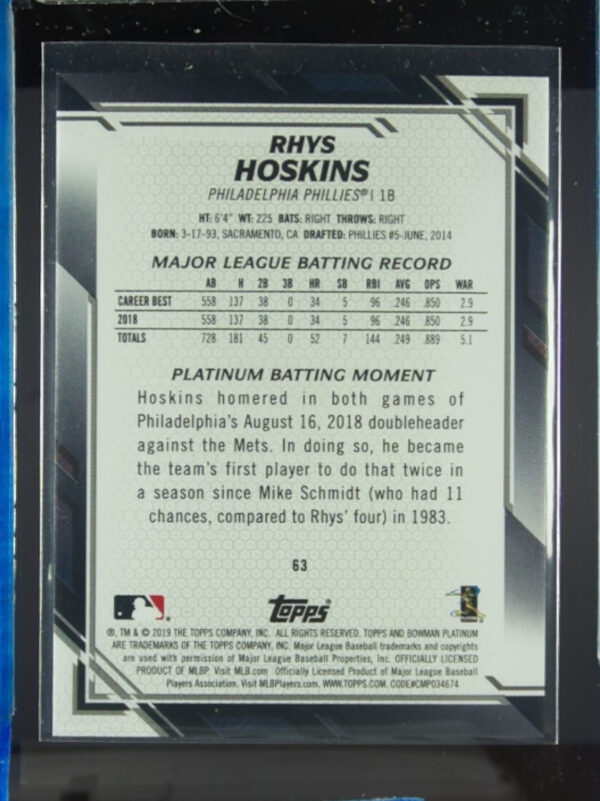 RHYS
HOSKINS
PHILADELPHIA PHILLIES® | 1B
HT: 6'4" WT: 225 BATS: RIGHT THROWS: RIGHT
BORN: 3-17-93, SACRAMENTO, CA DRAFTED: PHILLIES #5-JUNE, 2014
MAJOR LEAGUE BATTING RECORD
AB H 2B 3B HR SB RBI AVG OPS WAR
CAREER BEST 558 137 38 0 34 5 96 .246 .850 2.9
2018 558 137 38 0 34 5 96 .246 .850 2.9
TOTALS 728 181 45 0 52 7 144 .249 .889 5.1
PLATINUM BATTING MOMENT
Hoskins homered in both games of
Philadelphia's August 16, 2018 doubleheader
against the Mets. In doing so, he became
the team's first player to do that twice in
a season since Mike Schmidt (who had 11
chances, compared to Rhys' four) in 1983.
63
topps
®, TM & © 2019 THE TOPPS COMPANY, INC. ALL RIGHTS RESERVED. TOPPS AND BOWMAN PLATINUM
ARE TRADEMARKS OF THE TOPPS COMPANY, INC. Major League Baseball trademarks and copyrights
are used with permission of Major League Baseball Properties, Inc. OFFICIALLY LICENSED
PRODUCT OF MLBP. Visit MLB.com Officially Licensed Product of Major League Baseball
Players Association. Visit MLBPlayers.com. WWW.TOPPS.COM. CODE#CMP034674